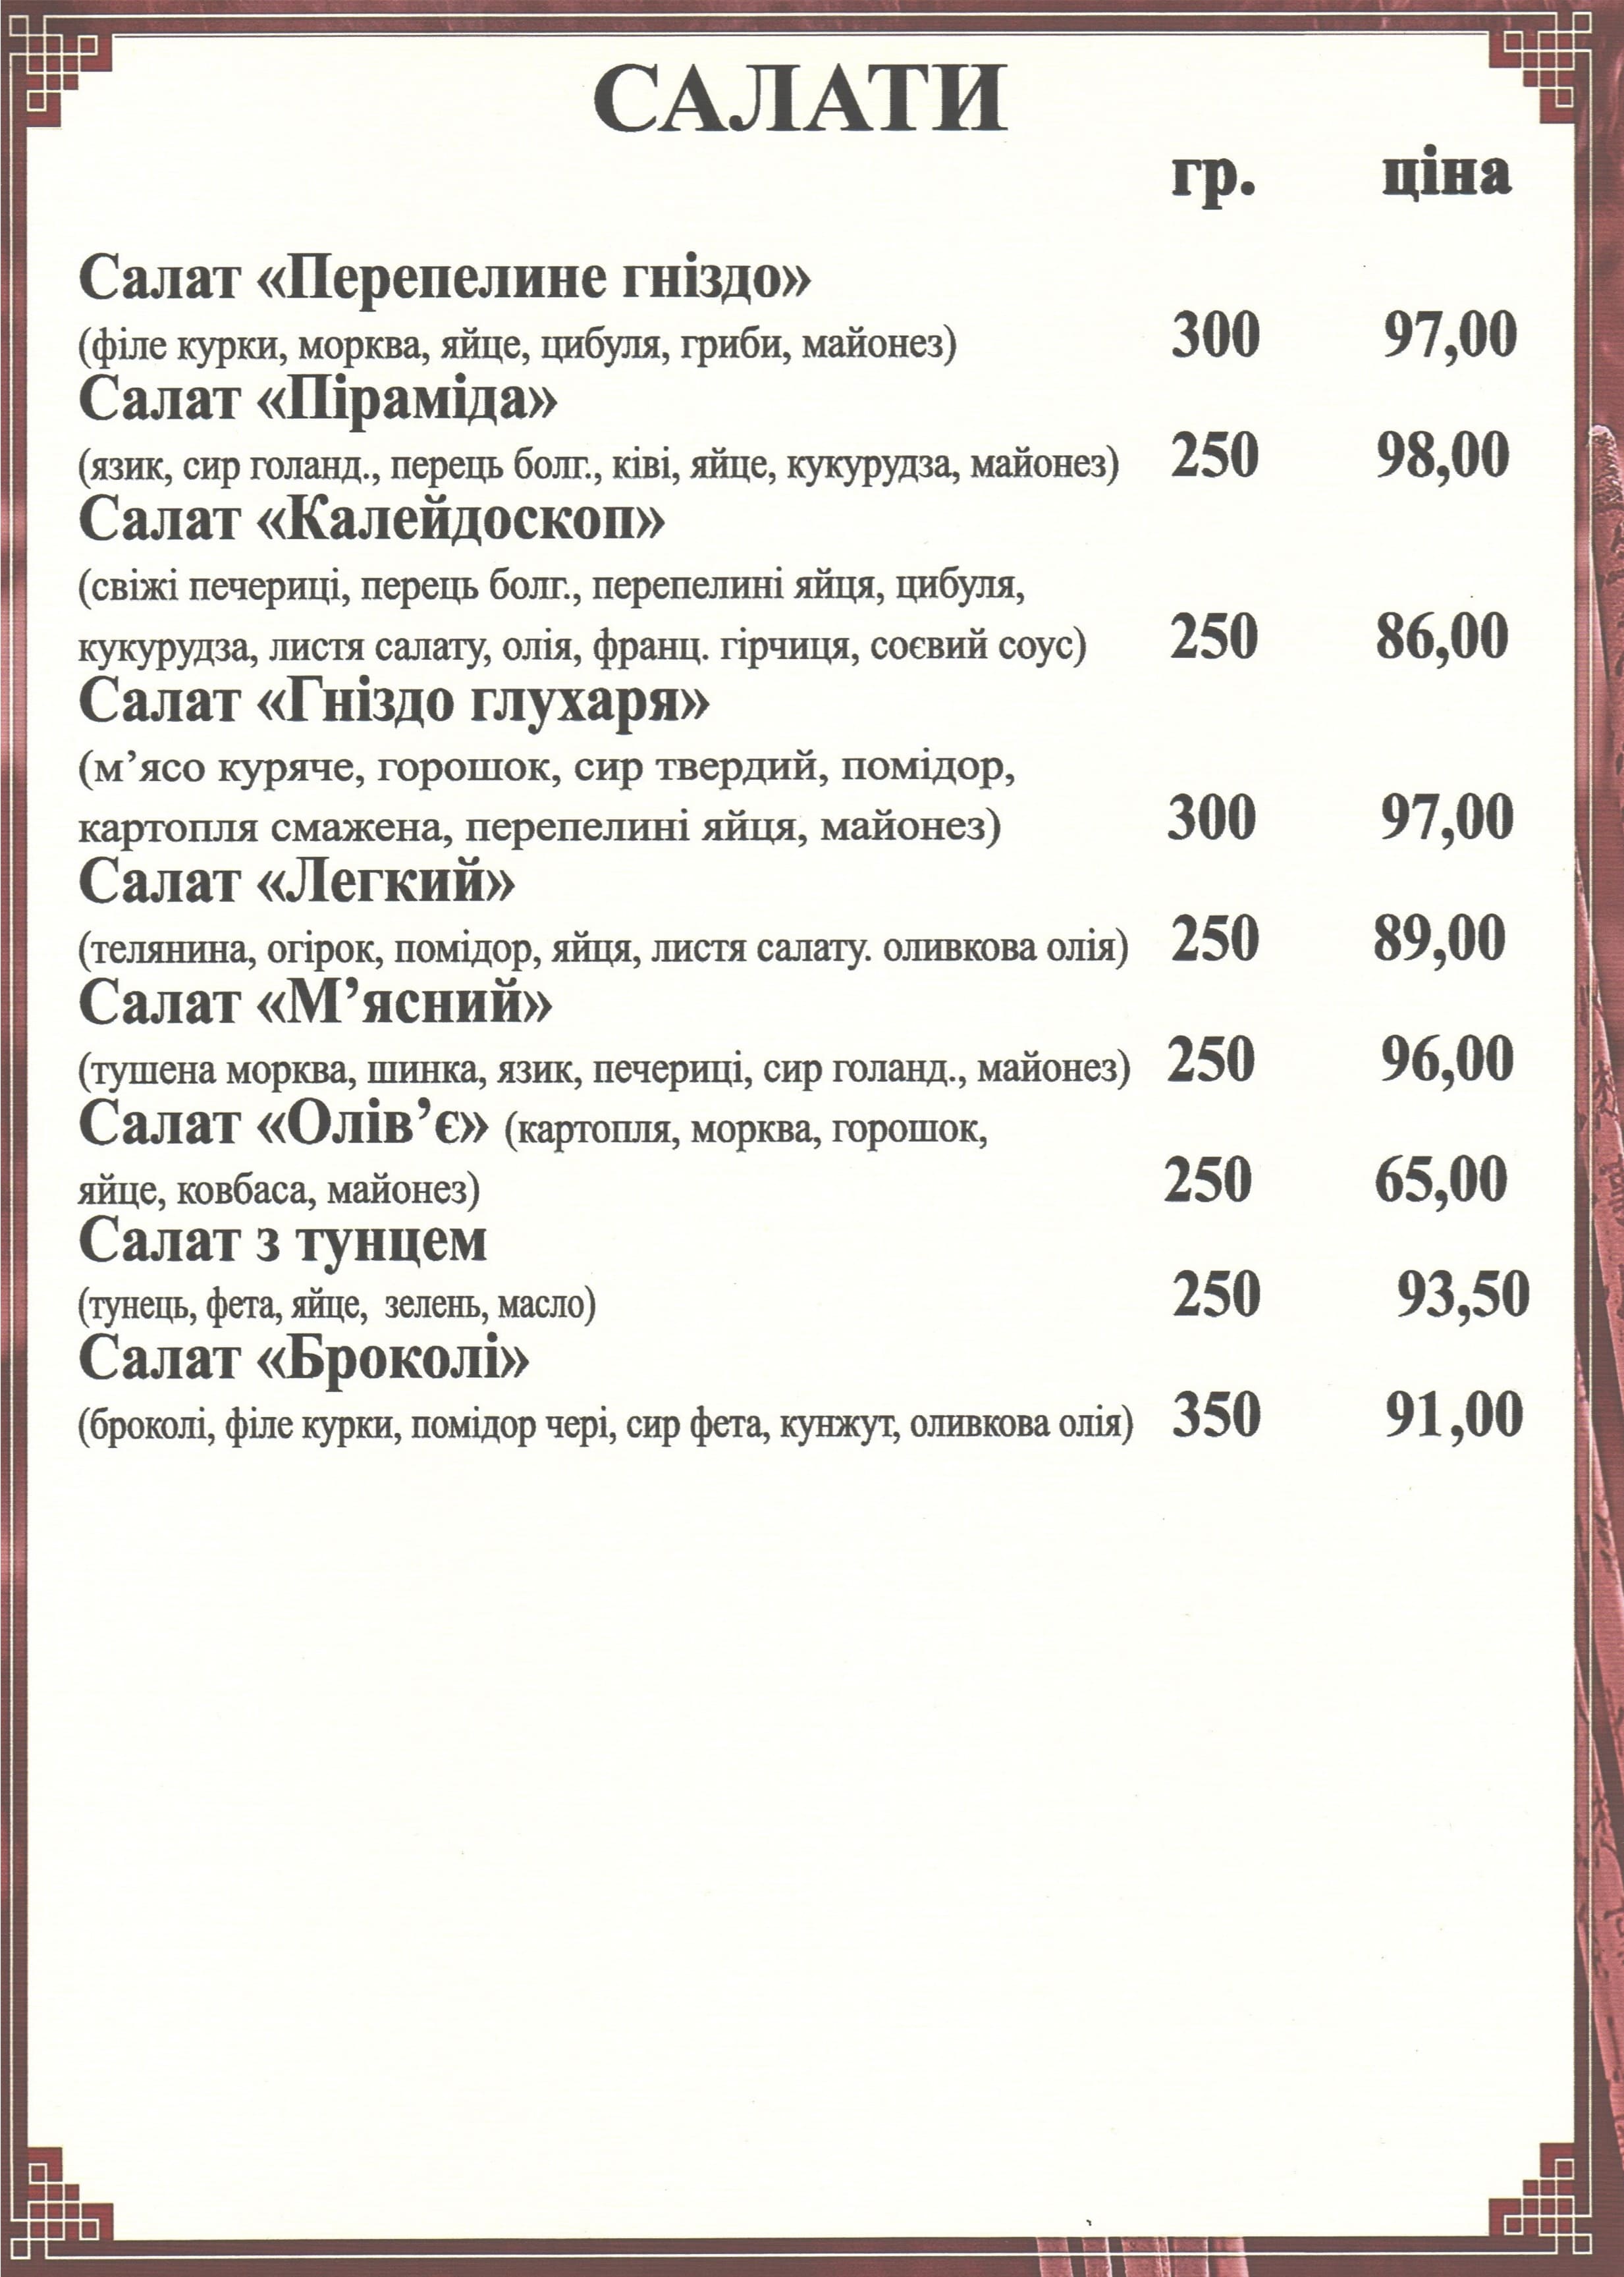 САЛАТИ
гр. ціна
Салат «Перепелине гніздо»
(філе курки, морква, яйце, цибуля, гриби, майонез) 300 97,00
Салат «Піраміда»
(язик, сир голанд., перець болг., ківі, яйце, кукурудза, майонез) 250 98,00
Салат «Калейдоскоп»
(свіжі печериці, перець болг., перепелині яйця, цибуля,
кукурудза, листя салату, олія, франц. гірчиця, соєвий соус) 250 86,00
Салат «Гніздо глухаря»
(м’ясо куряче, горошок, сир твердий, помідор,
картопля смажена, перепелині яйця, майонез) 300 97,00
Салат «Легкий»
(телянина, огірок, помідор, яйця, листя салату. оливкова олія) 250 89,00
Салат «М’ясний»
(тушена морква, шинка, язик, печериці, сир голанд., майонез) 250 96,00
Салат «Олів’є» (картопля, морква, горошок,
яйце, ковбаса, майонез) 250 65,00
Салат з тунцем
(тунець, фета, яйце, зелень, масло) 250 93,50
Салат «Броколі»
(броколі, філе курки, помідор чері, сир фета, кунжут, оливкова олія) 350 91,00